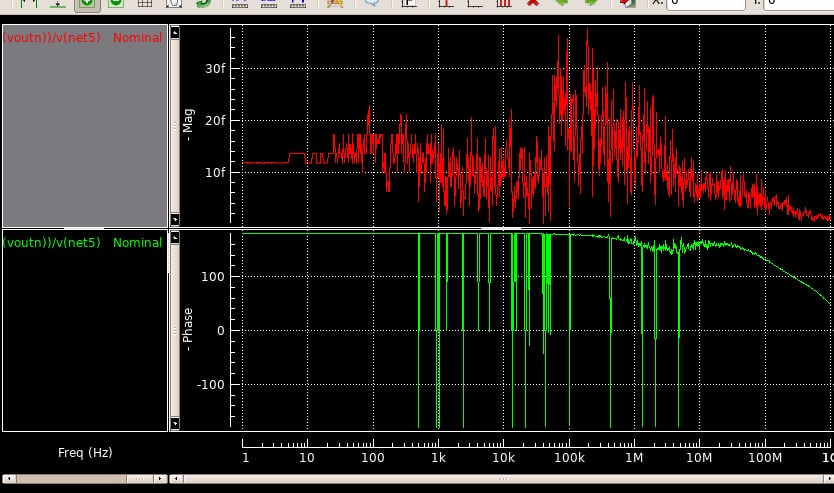 X: 0 Y: 0
(voutn))/v(net5) Nominal
- Mag
30f
20f
10f
(voutn))/v(net5) Nominal
- Phase
100
0
-100
Freq (Hz)
1 10 100 1k 10k 100k 1M 10M 100M